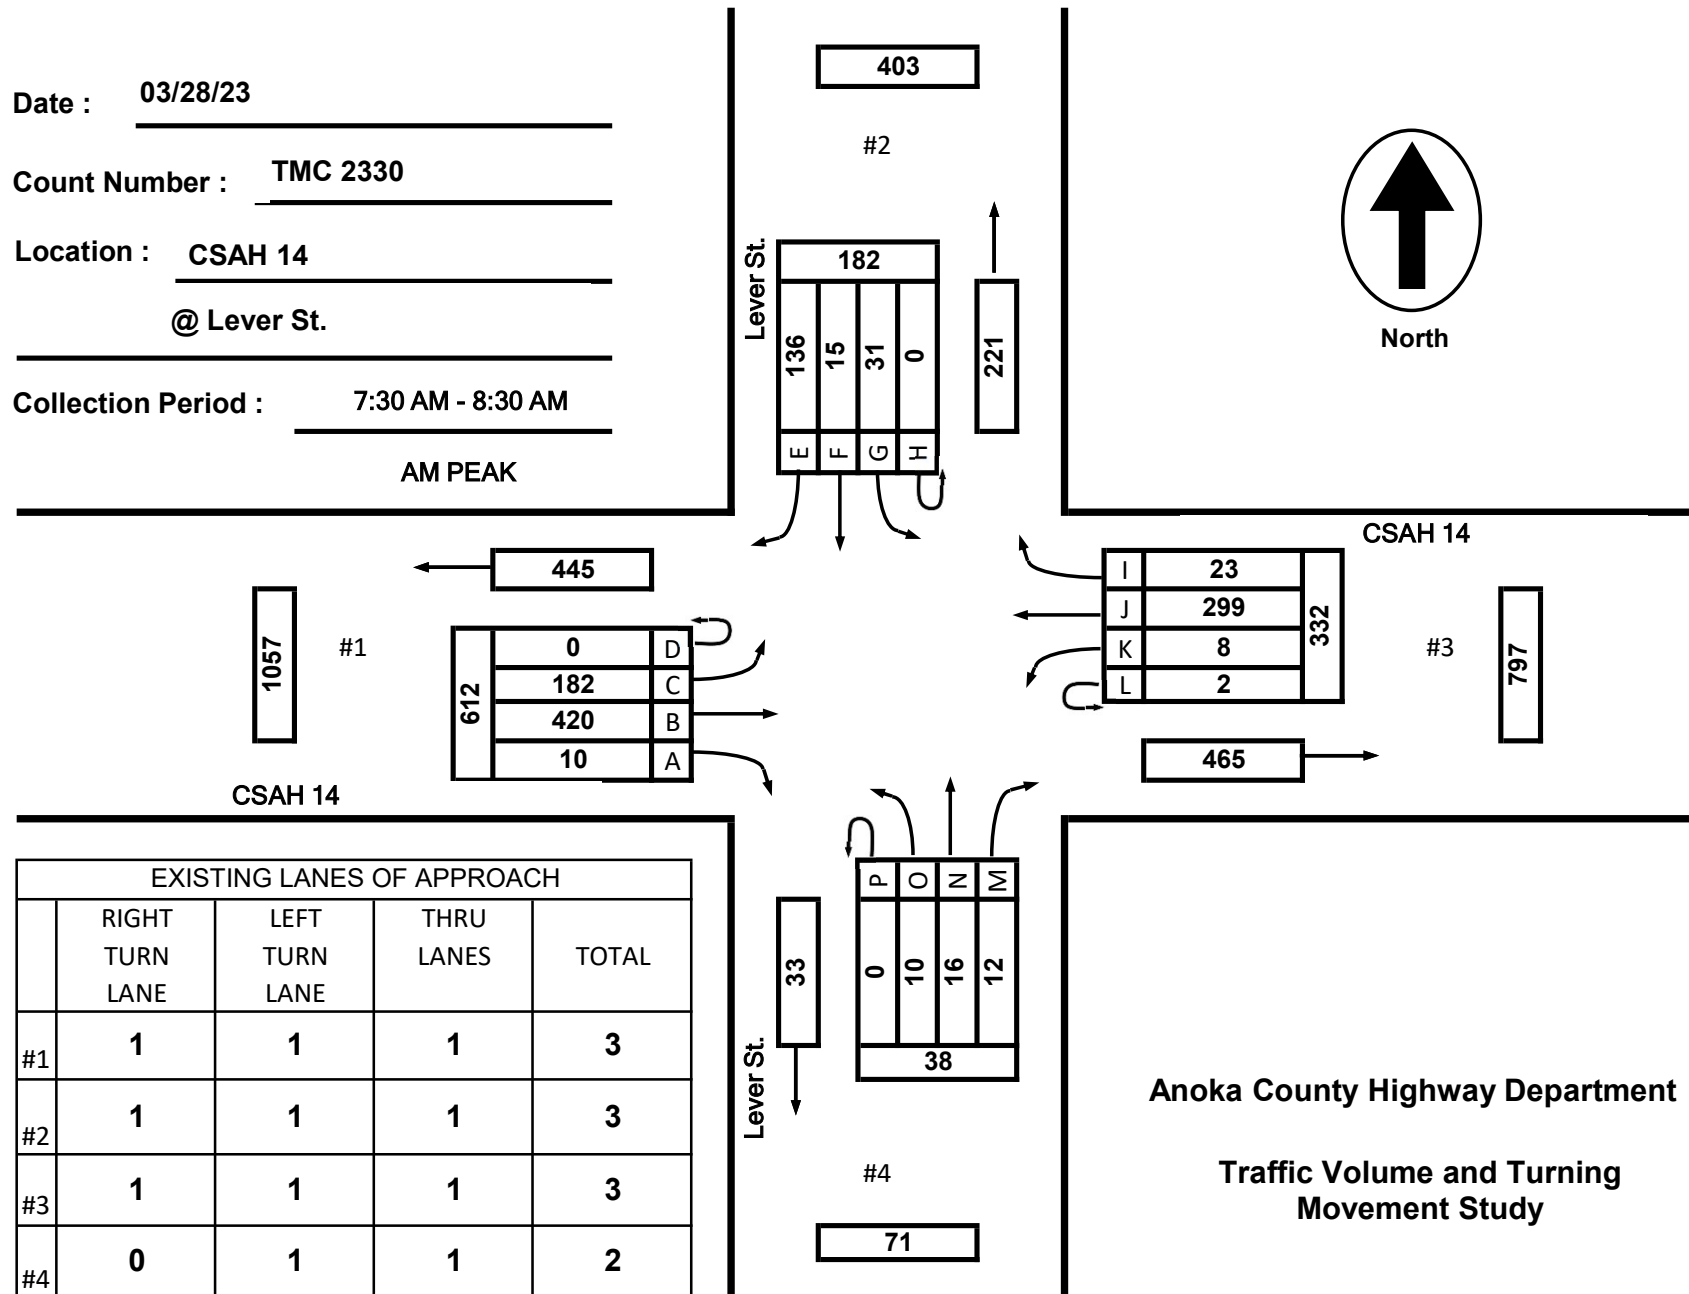 Date : 03/28/23
Count Number : TMC 2330
Location : CSAH 14
@ Lever St.
Collection Period : 7:30 AM - 8:30 AM
AM PEAK
403
#2
Lever St.
182
136 15 31 0
E F G H
221
North
CSAH 14
445
1057
#1
612
0 D
182 C
420 B
10 A
CSAH 14
I 23
J 299
K 8
L 2
332
#3
797
465
P O N M
0 10 16 12
38
33
Lever St.
#4
71
EXISTING LANES OF APPROACH
RIGHT LEFT THRU
TURN TURN LANES TOTAL
LANE LANE
#1 1 1 1 3
#2 1 1 1 3
#3 1 1 1 3
#4 0 1 1 2
Anoka County Highway Department
Traffic Volume and Turning
Movement Study